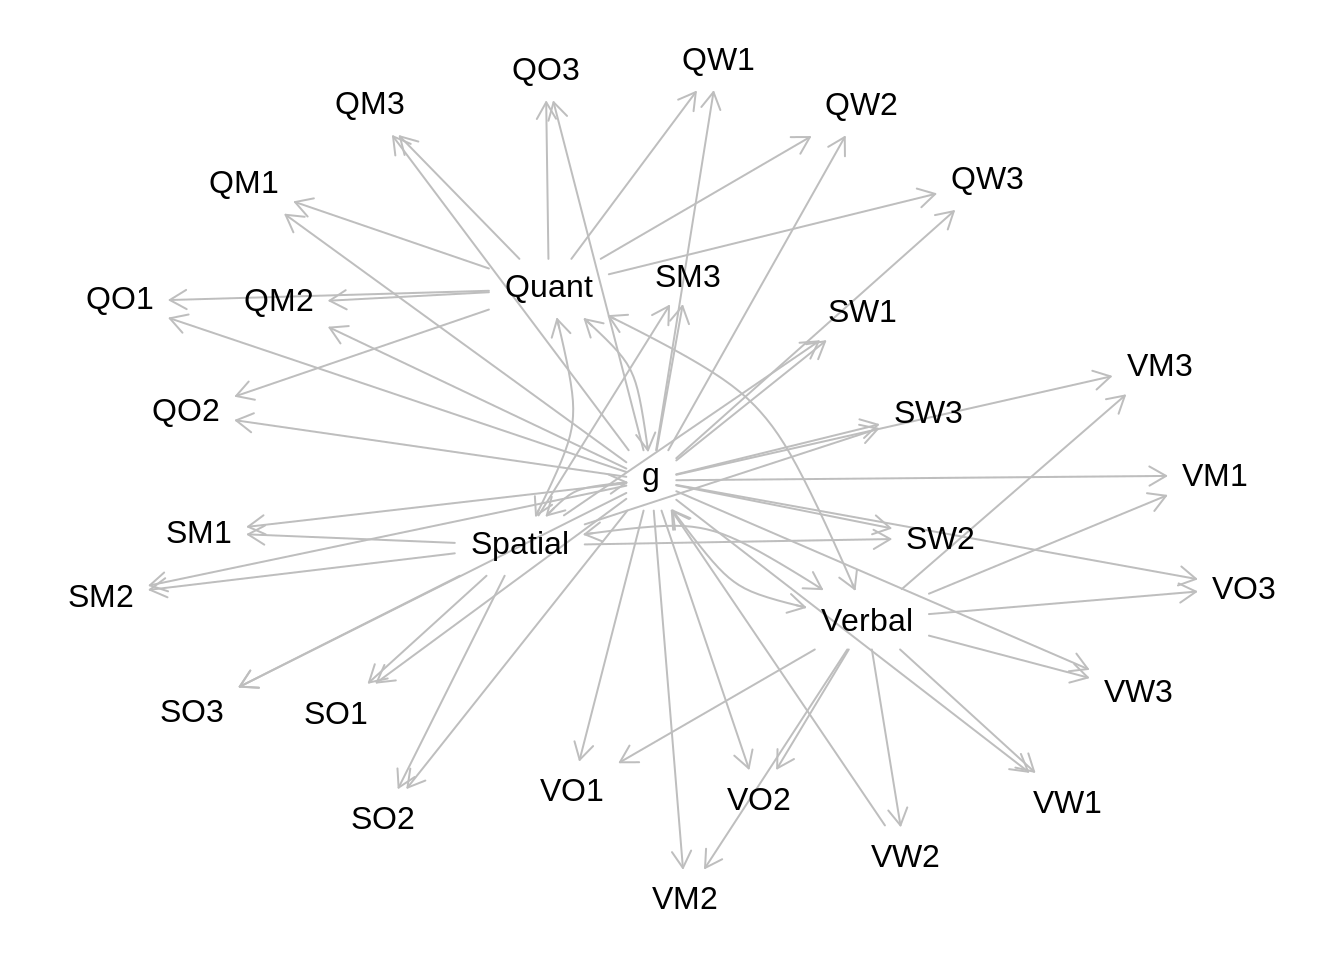 QW1
QO3
QM3
QW2
QW3
QM1
SM3
Quant
QO1
QM2
SW1
VM3
QO2
SW3
g
VM1
SM1
Spatial
SW2
VO3
SM2
Verbal
VW3
SO3
SO1
VO1
VO2
VW1
SO2
VW2
VM2